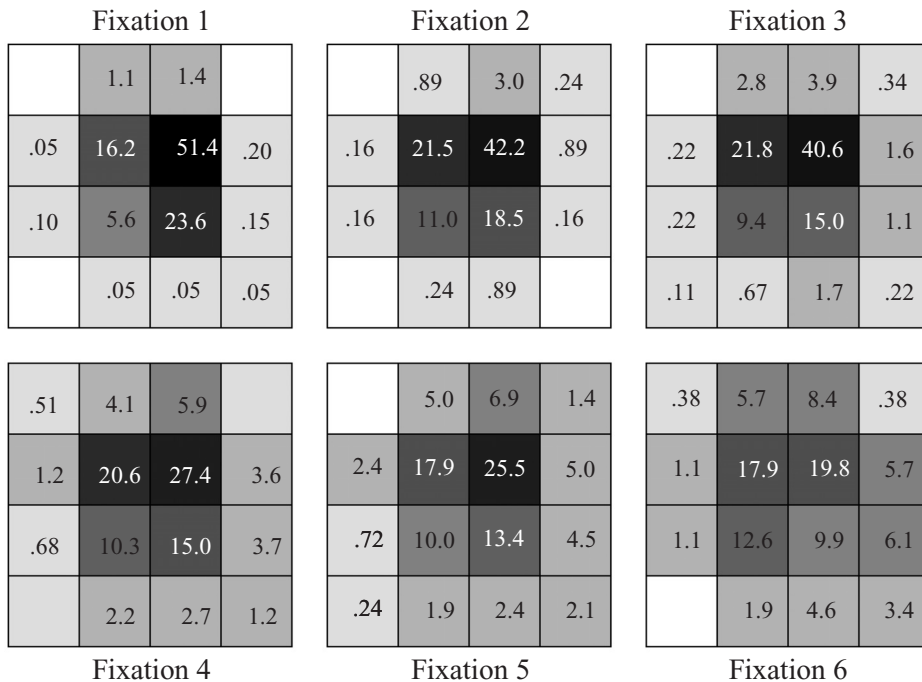 Fixation 1 Fixation 2 Fixation 3
1.1 1.4 .89 3.0 .24 2.8 3.9 .34
.05 16.2 51.4 .20 .16 21.5 42.2 .89 .22 21.8 40.6 1.6
.10 5.6 23.6 .15 .16 11.0 18.5 .16 .22 9.4 15.0 1.1
.05 .05 .05 .24 .89 .11 .67 1.7 .22
.51 4.1 5.9 5.0 6.9 1.4 .38 5.7 8.4 .38
1.2 20.6 27.4 3.6 2.4 17.9 25.5 5.0 1.1 17.9 19.8 5.7
.68 10.3 15.0 3.7 .72 10.0 13.4 4.5 1.1 12.6 9.9 6.1
2.2 2.7 1.2 .24 1.9 2.4 2.1 1.9 4.6 3.4
Fixation 4 Fixation 5 Fixation 6